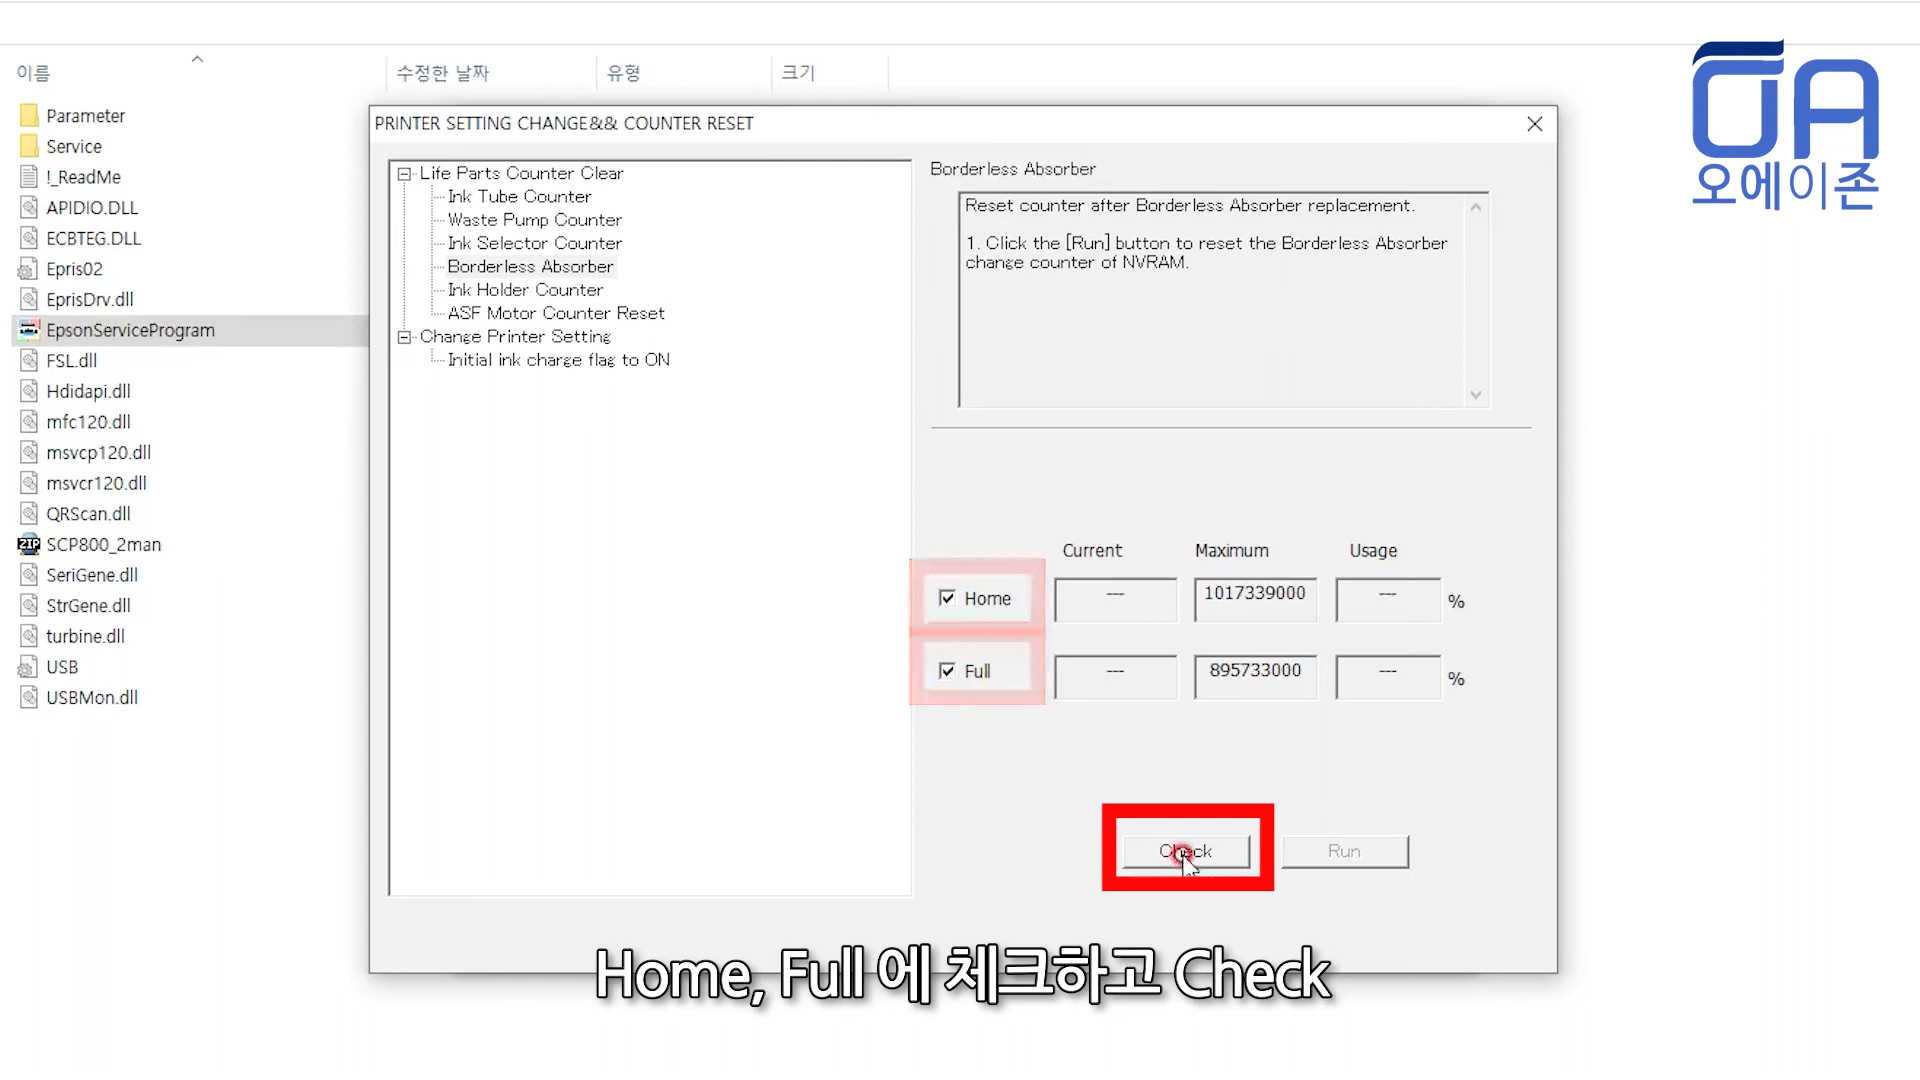 이름
수정한 날짜
유형
크기
Parameter
Service
!_ReadMe
APIDIO.DLL
ECBTEG.DLL
Epris02
EprisDrv.dll
EpsonServiceProgram
FSL.dll
Hdidapi.dll
mfc120.dll
msvcp120.dll
msvcr120.dll
QRScan.dll
ZIP
SCP800_2man
SeriGene.dll
StrGene.dll
turbine.dll
USB
USBMon.dll
PRINTER SETTING CHANGE&& COUNTER RESET
Life Parts Counter Clear
Ink Tube Counter
Waste Pump Counter
Ink Selector Counter
Borderless Absorber
Ink Holder Counter
ASF Motor Counter Reset
Change Printer Setting
Initial ink charge flag to ON
Borderless Absorber
Reset counter after Borderless Absorber replacement.
1. Click the [Run] button to reset the Borderless Absorber
change counter of NVRAM.
Current Maximum Usage
Home --- 1017339000 --- %
Full --- 895733000 --- %
Check
Run
Home, Full 에 체크하고 Check
OA
오에이존